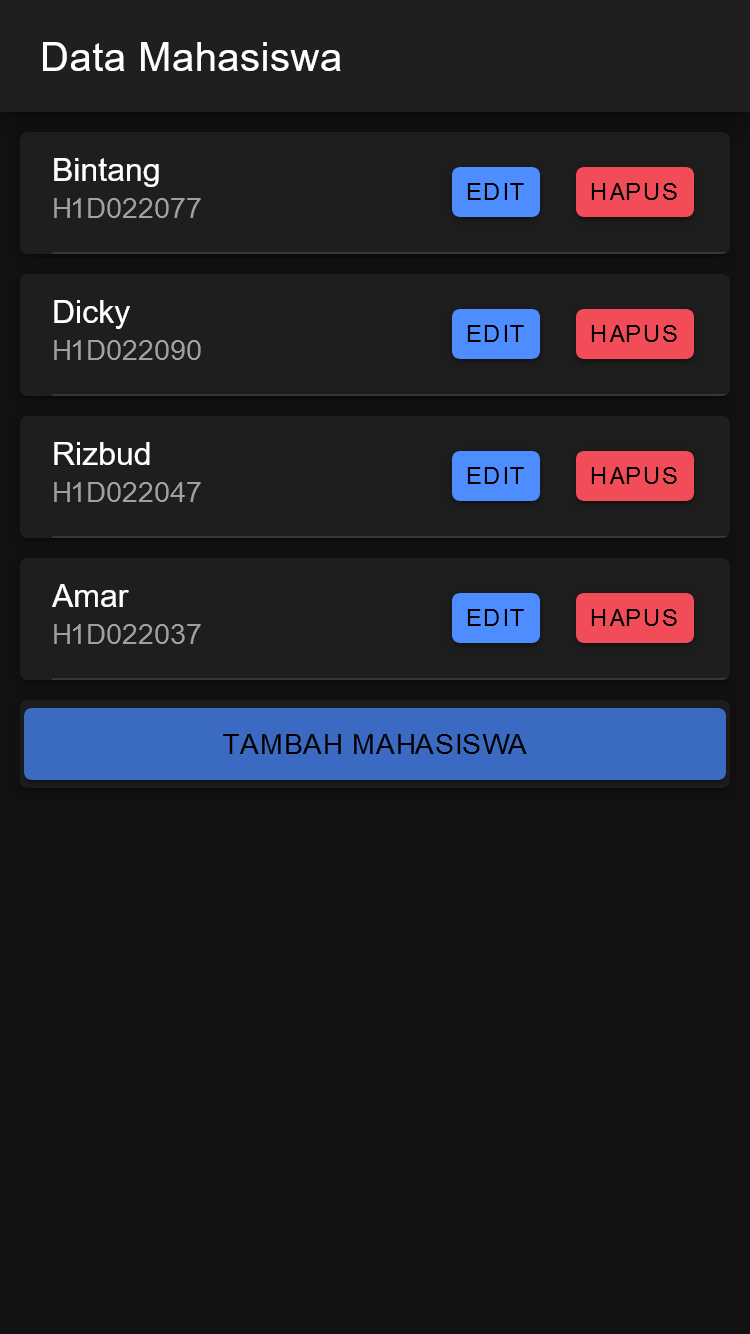 Data Mahasiswa
Bintang
H1D022077
EDIT
HAPUS
Dicky
H1D022090
EDIT
HAPUS
Rizbud
H1D022047
EDIT
HAPUS
Amar
H1D022037
EDIT
HAPUS
TAMBAH MAHASISWA